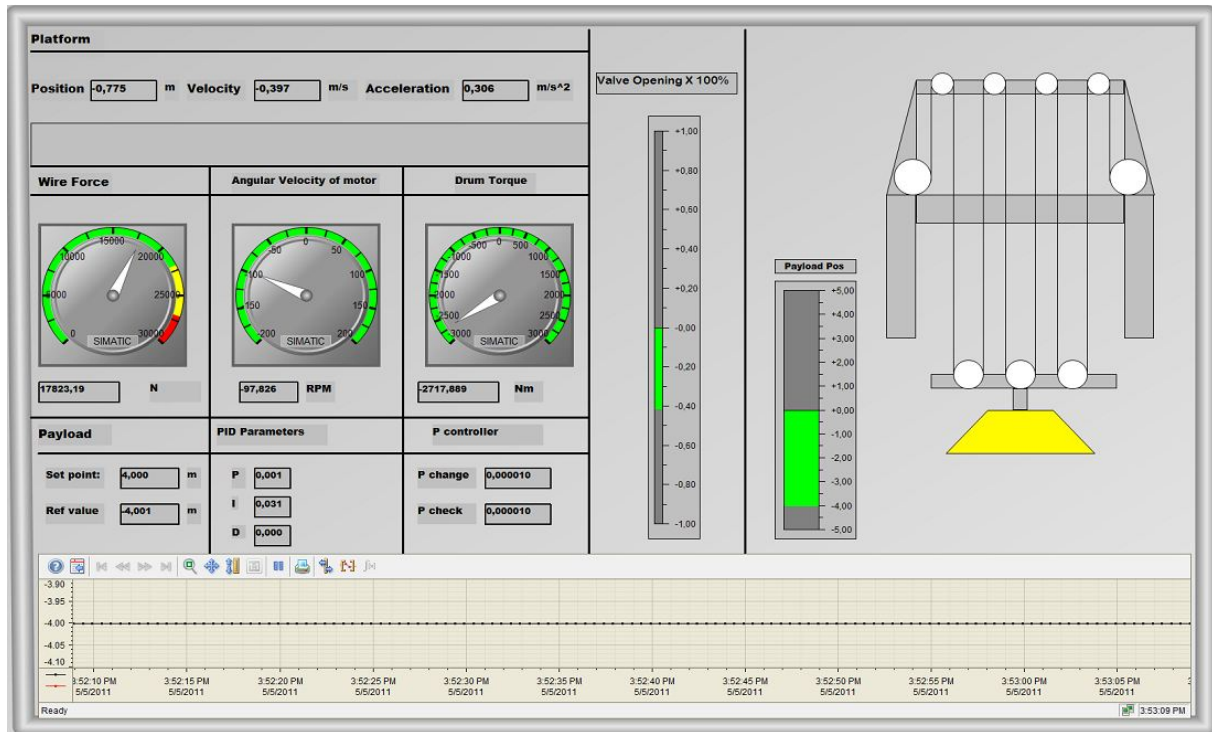 Platform
Position -0,775 m Velocity -0,397 m/s Acceleration 0,306 m/s^2
Wire Force
Angular Velocity of motor
Drum Torque
0 5000 10000 15000 20000 25000 30000
SIMATIC
-200 -150 -100 -50 0 50 100 150 200
SIMATIC
-3000 -2500 -2000 -1500 -1000 -500 0 500 1000 1500 2000 2500 3000
SIMATIC
17823,19 N
-97,826 RPM
-2717,889 Nm
Payload
Set point: -4,000 m
Ref value -4,001 m
PID Parameters
P 0,001
I 0,031
D 0,000
P controller
P change 0,000010
P check 0,000010
Valve Opening X 100%
+1,00
+0,80
+0,60
+0,40
+0,20
-0,00
-0,20
-0,40
-0,60
-0,80
-1,00
Payload Pos
+5,00
+4,00
+3,00
+2,00
+1,00
+0,00
-1,00
-2,00
-3,00
-4,00
-5,00
-3.90
-3.95
-4.00
-4.05
-4.10
3:52:10 PM 3:52:15 PM 3:52:20 PM 3:52:25 PM 3:52:30 PM 3:52:35 PM 3:52:40 PM 3:52:45 PM 3:52:50 PM 3:52:55 PM 3:53:00 PM 3:53:05 PM
5/5/2011 5/5/2011 5/5/2011 5/5/2011 5/5/2011 5/5/2011 5/5/2011 5/5/2011 5/5/2011 5/5/2011 5/5/2011 5/5/2011
Ready 3:53:09 PM